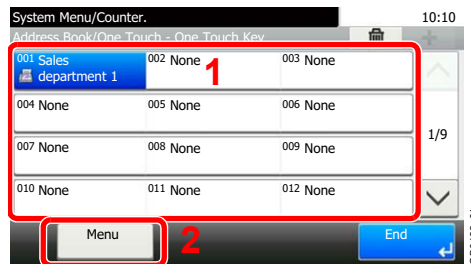 System Menu/Counter.
10:10
Address Book/One Touch - One Touch Key
001 Sales department 1
002 None
003 None
1
004 None
005 None
006 None
1/9
007 None
008 None
009 None
010 None
011 None
012 None
Menu
2
End